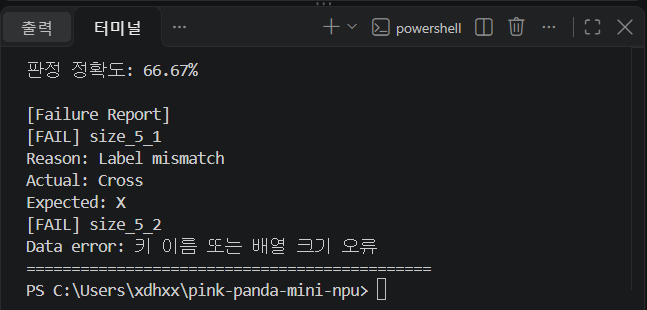 출력 터미널 ··· powershell ···
판정 정확도: 66.67%
[Failure Report]
[FAIL] size_5_1
Reason: Label mismatch
Actual: Cross
Expected: X
[FAIL] size_5_2
Data error: 키 이름 또는 배열 크기 오류
=============================================
PS C:\Users\xdhxx\pink-panda-mini-npu>